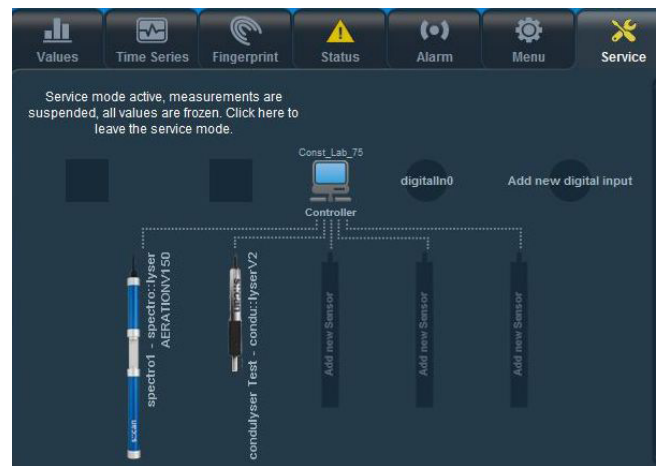 Values
Time Series
Fingerprint
Status
Alarm
Menu
Service
Service mode active, measurements are
suspended, all values are frozen. Click here to
leave the service mode.
Const_Lab_75
digitalIn0
Add new digital input
Controller
spectro1 - spectro::lyser
AERATIONV150
condulyser Test - condu::lyserV2
Add new Sensor
Add new Sensor
Add new Sensor
s::can